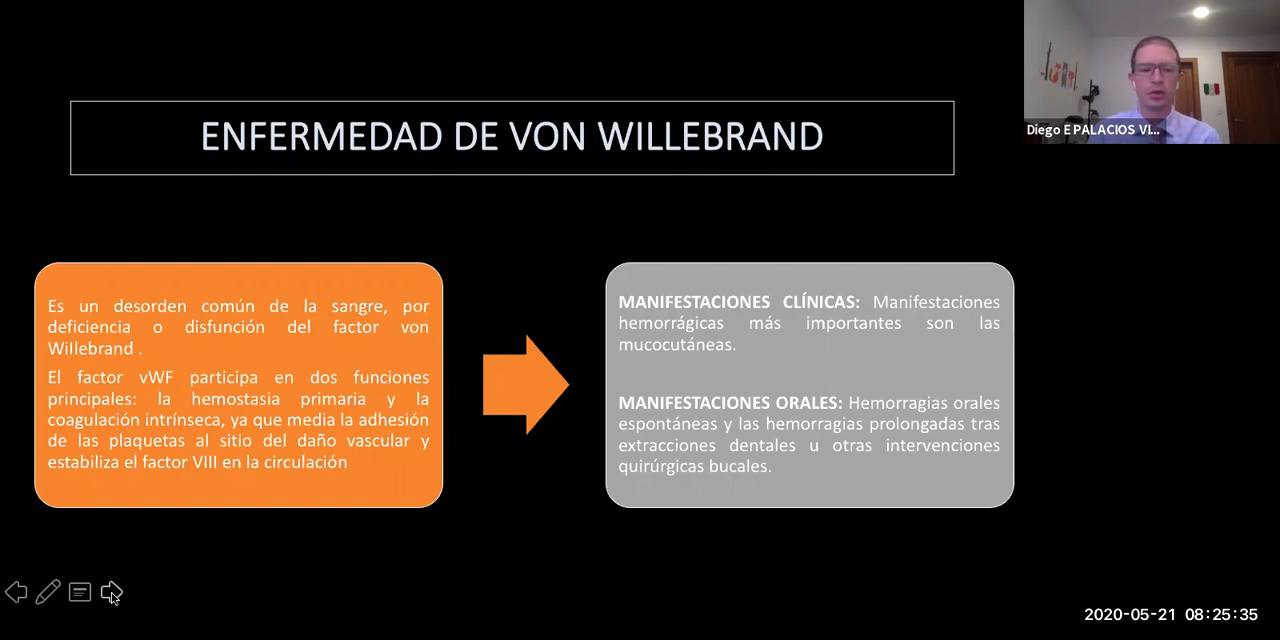 ENFERMEDAD DE VON WILLEBRAND
Diego E PALACIOS VI...
Es un desorden común de la sangre, por
deficiencia o disfunción del factor von
Willebrand .
El factor vWF participa en dos funciones
principales: la hemostasia primaria y la
coagulación intrínseca, ya que media la adhesión
de las plaquetas al sitio del daño vascular y
estabiliza el factor VIII en la circulación
MANIFESTACIONES CLÍNICAS: Manifestaciones
hemorrágicas más importantes son las
mucocutáneas.
MANIFESTACIONES ORALES: Hemorragias orales
espontáneas y las hemorragias prolongadas tras
extracciones dentales u otras intervenciones
quirúrgicas bucales.
2020-05-21 08:25:35